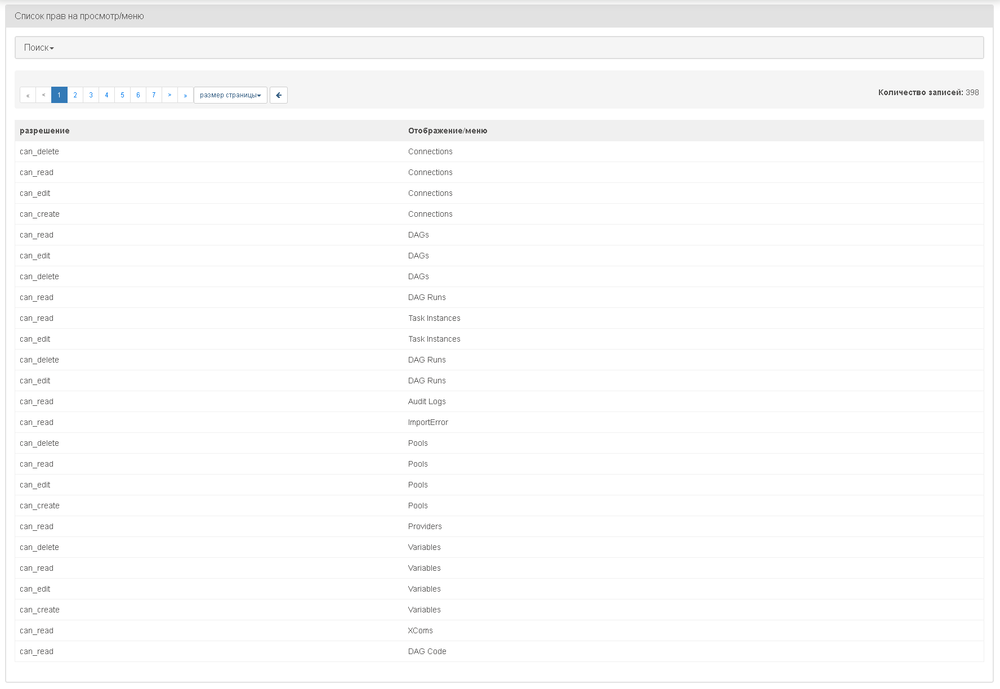 Список прав на просмотр/меню
Поиск
« < 1 2 3 4 5 6 7 > » размер страницы Количество записей: 398
разрешение Отображение/меню
can_delete Connections
can_read Connections
can_edit Connections
can_create Connections
can_read DAGs
can_edit DAGs
can_delete DAGs
can_read DAG Runs
can_read Task Instances
can_edit Task Instances
can_delete DAG Runs
can_edit DAG Runs
can_read Audit Logs
can_read ImportError
can_delete Pools
can_read Pools
can_edit Pools
can_create Pools
can_read Providers
can_delete Variables
can_read Variables
can_edit Variables
can_create Variables
can_read XComs
can_read DAG Code